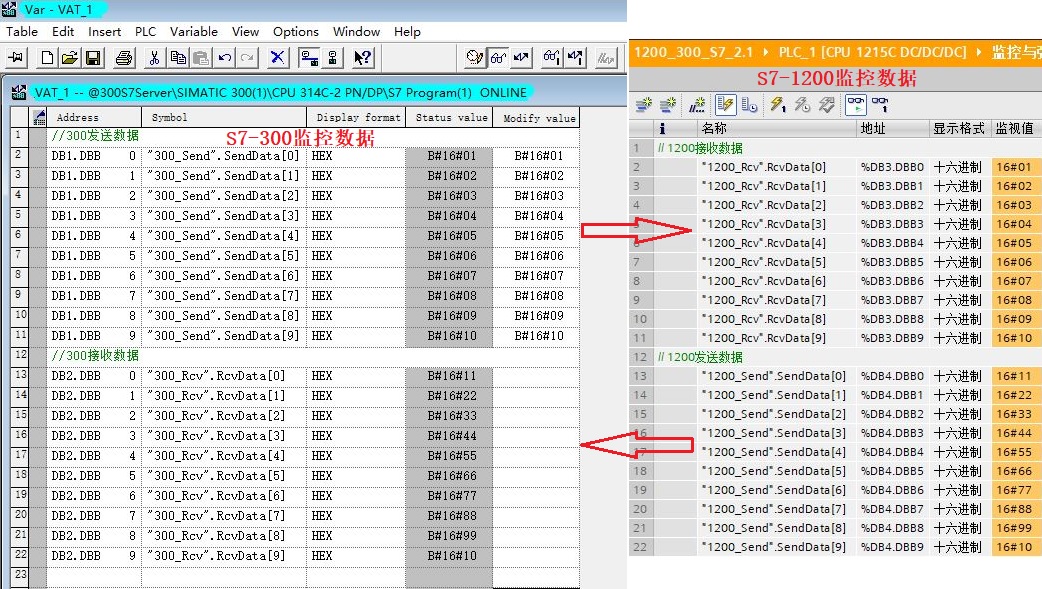 Var - VAT_1
Table Edit Insert PLC Variable View Options Window Help
VAT_1 -- @300S7Server\SIMATIC 300(1)\CPU 314C-2 PN/DP\S7 Program(1) ONLINE
Address Symbol Display format Status value Modify value
1 //300发送数据
S7-300监控数据
2 DB1.DBB 0 "300_Send".SendData[0] HEX B#16#01 B#16#01
3 DB1.DBB 1 "300_Send".SendData[1] HEX B#16#02 B#16#02
4 DB1.DBB 2 "300_Send".SendData[2] HEX B#16#03 B#16#03
5 DB1.DBB 3 "300_Send".SendData[3] HEX B#16#04 B#16#04
6 DB1.DBB 4 "300_Send".SendData[4] HEX B#16#05 B#16#05
7 DB1.DBB 5 "300_Send".SendData[5] HEX B#16#06 B#16#06
8 DB1.DBB 6 "300_Send".SendData[6] HEX B#16#07 B#16#07
9 DB1.DBB 7 "300_Send".SendData[7] HEX B#16#08 B#16#08
10 DB1.DBB 8 "300_Send".SendData[8] HEX B#16#09 B#16#09
11 DB1.DBB 9 "300_Send".SendData[9] HEX B#16#10 B#16#10
12 //300接收数据
13 DB2.DBB 0 "300_Rcv".RcvData[0] HEX B#16#11
14 DB2.DBB 1 "300_Rcv".RcvData[1] HEX B#16#22
15 DB2.DBB 2 "300_Rcv".RcvData[2] HEX B#16#33
16 DB2.DBB 3 "300_Rcv".RcvData[3] HEX B#16#44
17 DB2.DBB 4 "300_Rcv".RcvData[4] HEX B#16#55
18 DB2.DBB 5 "300_Rcv".RcvData[5] HEX B#16#66
19 DB2.DBB 6 "300_Rcv".RcvData[6] HEX B#16#77
20 DB2.DBB 7 "300_Rcv".RcvData[7] HEX B#16#88
21 DB2.DBB 8 "300_Rcv".RcvData[8] HEX B#16#99
22 DB2.DBB 9 "300_Rcv".RcvData[9] HEX B#16#10
23
1200_300_S7_2.1 PLC_1 [CPU 1215C DC/DC/DC] 监控与
S7-1200监控数据
i 名称 地址 显示格式 监视值
1 // 1200接收数据
2 "1200_Rcv".RcvData[0] %DB3.DBB0 十六进制 16#01
3 "1200_Rcv".RcvData[1] %DB3.DBB1 十六进制 16#02
4 "1200_Rcv".RcvData[2] %DB3.DBB2 十六进制 16#03
5 "1200_Rcv".RcvData[3] %DB3.DBB3 十六进制 16#04
6 "1200_Rcv".RcvData[4] %DB3.DBB4 十六进制 16#05
7 "1200_Rcv".RcvData[5] %DB3.DBB5 十六进制 16#06
8 "1200_Rcv".RcvData[6] %DB3.DBB6 十六进制 16#07
9 "1200_Rcv".RcvData[7] %DB3.DBB7 十六进制 16#08
10 "1200_Rcv".RcvData[8] %DB3.DBB8 十六进制 16#09
11 "1200_Rcv".RcvData[9] %DB3.DBB9 十六进制 16#10
12 // 1200发送数据
13 "1200_Send".SendData[0] %DB4.DBB0 十六进制 16#11
14 "1200_Send".SendData[1] %DB4.DBB1 十六进制 16#22
15 "1200_Send".SendData[2] %DB4.DBB2 十六进制 16#33
16 "1200_Send".SendData[3] %DB4.DBB3 十六进制 16#44
17 "1200_Send".SendData[4] %DB4.DBB4 十六进制 16#55
18 "1200_Send".SendData[5] %DB4.DBB5 十六进制 16#66
19 "1200_Send".SendData[6] %DB4.DBB6 十六进制 16#77
20 "1200_Send".SendData[7] %DB4.DBB7 十六进制 16#88
21 "1200_Send".SendData[8] %DB4.DBB8 十六进制 16#99
22 "1200_Send".SendData[9] %DB4.DBB9 十六进制 16#10